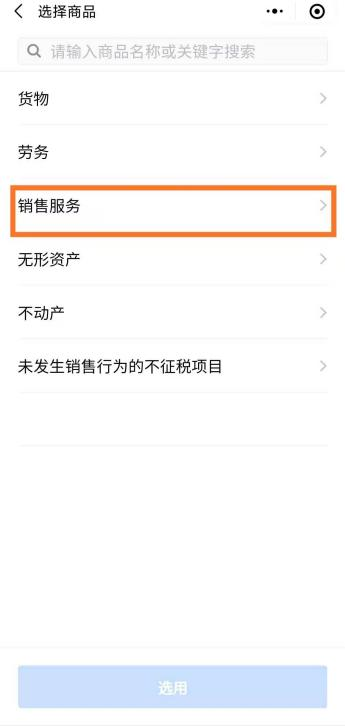 选择商品
请输入商品名称或关键字搜索
货物
劳务
销售服务
无形资产
不动产
未发生销售行为的不征税项目
选用